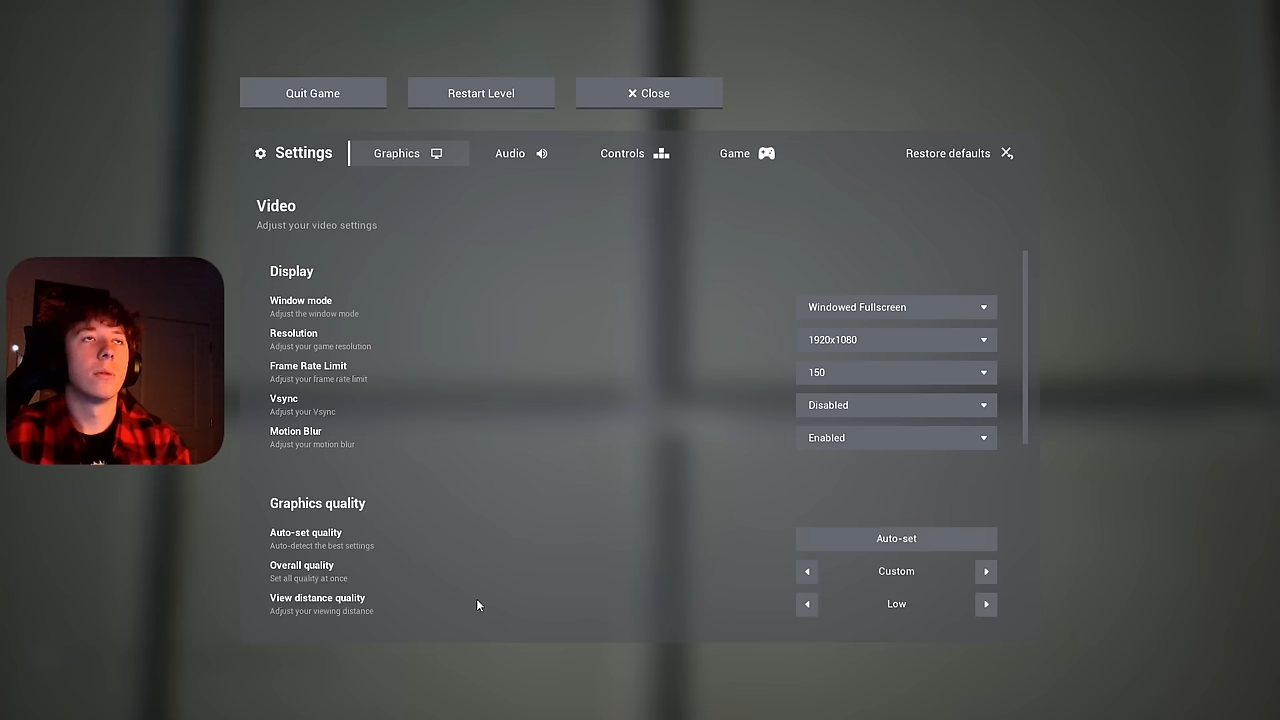 Quit Game
Restart Level
Close
Settings
Graphics
Audio
Controls
Game
Restore defaults
Video
Adjust your video settings
Display
Window mode
Adjust the window mode
Windowed Fullscreen
Resolution
Adjust your game resolution
1920x1080
Frame Rate Limit
Adjust your frame rate limit
150
Vsync
Adjust your Vsync
Disabled
Motion Blur
Adjust your motion blur
Enabled
Graphics quality
Auto-set quality
Auto-detect the best settings
Auto-set
Overall quality
Set all quality at once
Custom
View distance quality
Adjust your viewing distance
Low